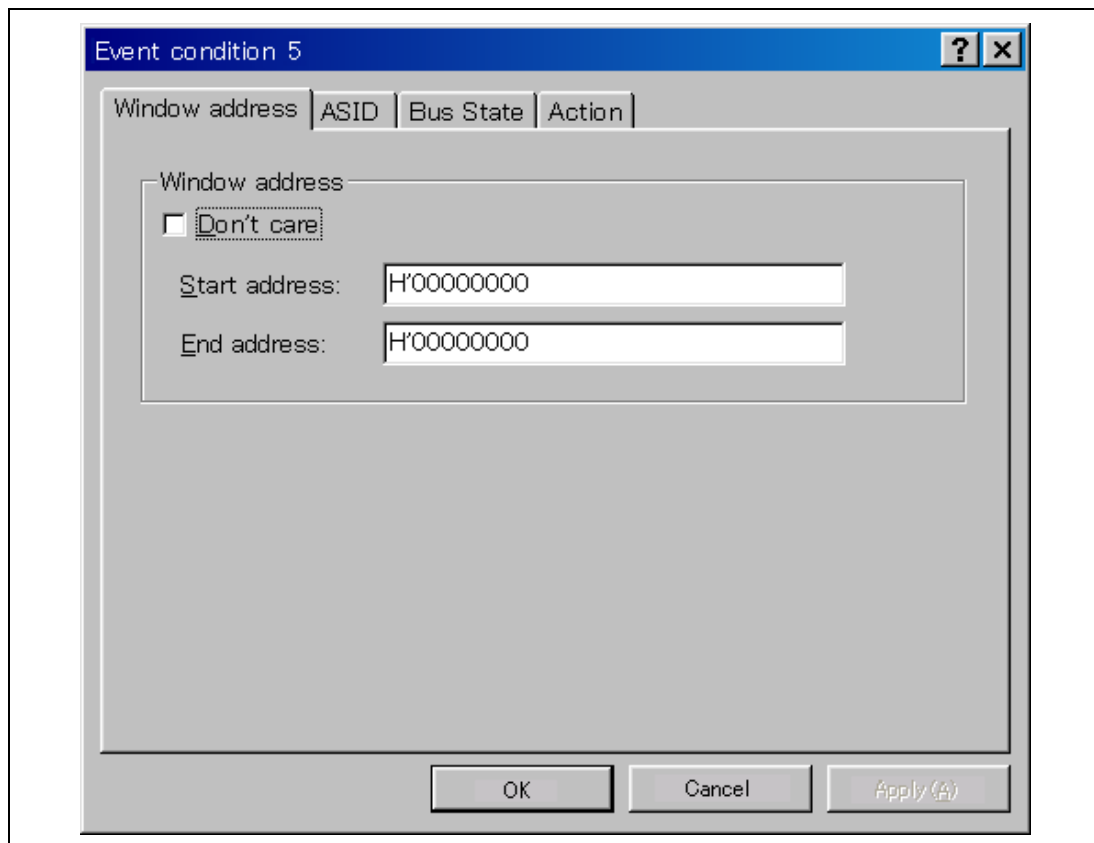 Event condition 5
Window address ASID Bus State Action
Window address
Don't care
Start address: H'00000000
End address: H'00000000
OK Cancel Apply(A)